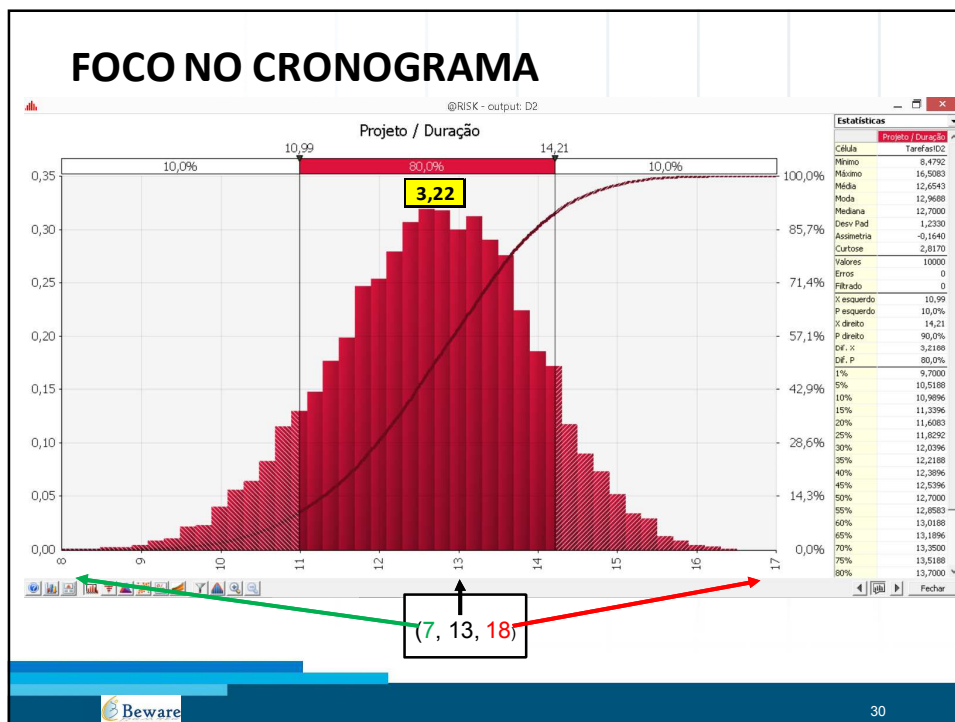 FOCO NO CRONOGRAMA
@RISK - output: D2
Projeto / Duração
10,99 14,21
10,0% 80,0% 10,0%
3,22
0,35 100,0%
0,30 85,7%
0,25 71,4%
0,20 57,1%
0,15 42,9%
0,10 28,6%
0,05 14,3%
0,00 0,0%
8 9 10 11 12 13 14 15 16 17
Estatísticas
Projeto / Duração
Célula Tarefas!D2
Mínimo 8,4792
Máximo 16,5083
Média 12,6543
Moda 12,9688
Mediana 12,7000
Desv Pad 1,2330
Assimetria -0,1640
Curtose 2,8170
Valores 10000
Erros 0
Filtrado 0
X esquerdo 10,99
P esquerdo 10,0%
X direito 14,21
P direito 90,0%
Dif. X 3,2188
Dif. P 80,0%
1% 9,7000
5% 10,5188
10% 10,9896
15% 11,3396
20% 11,6083
25% 11,8292
30% 12,0396
35% 12,2188
40% 12,3896
45% 12,5396
50% 12,7000
55% 12,8583
60% 13,0188
65% 13,1896
70% 13,3500
75% 13,5188
80% 13,7000
Fechar
(7, 13, 18)
Beware
30